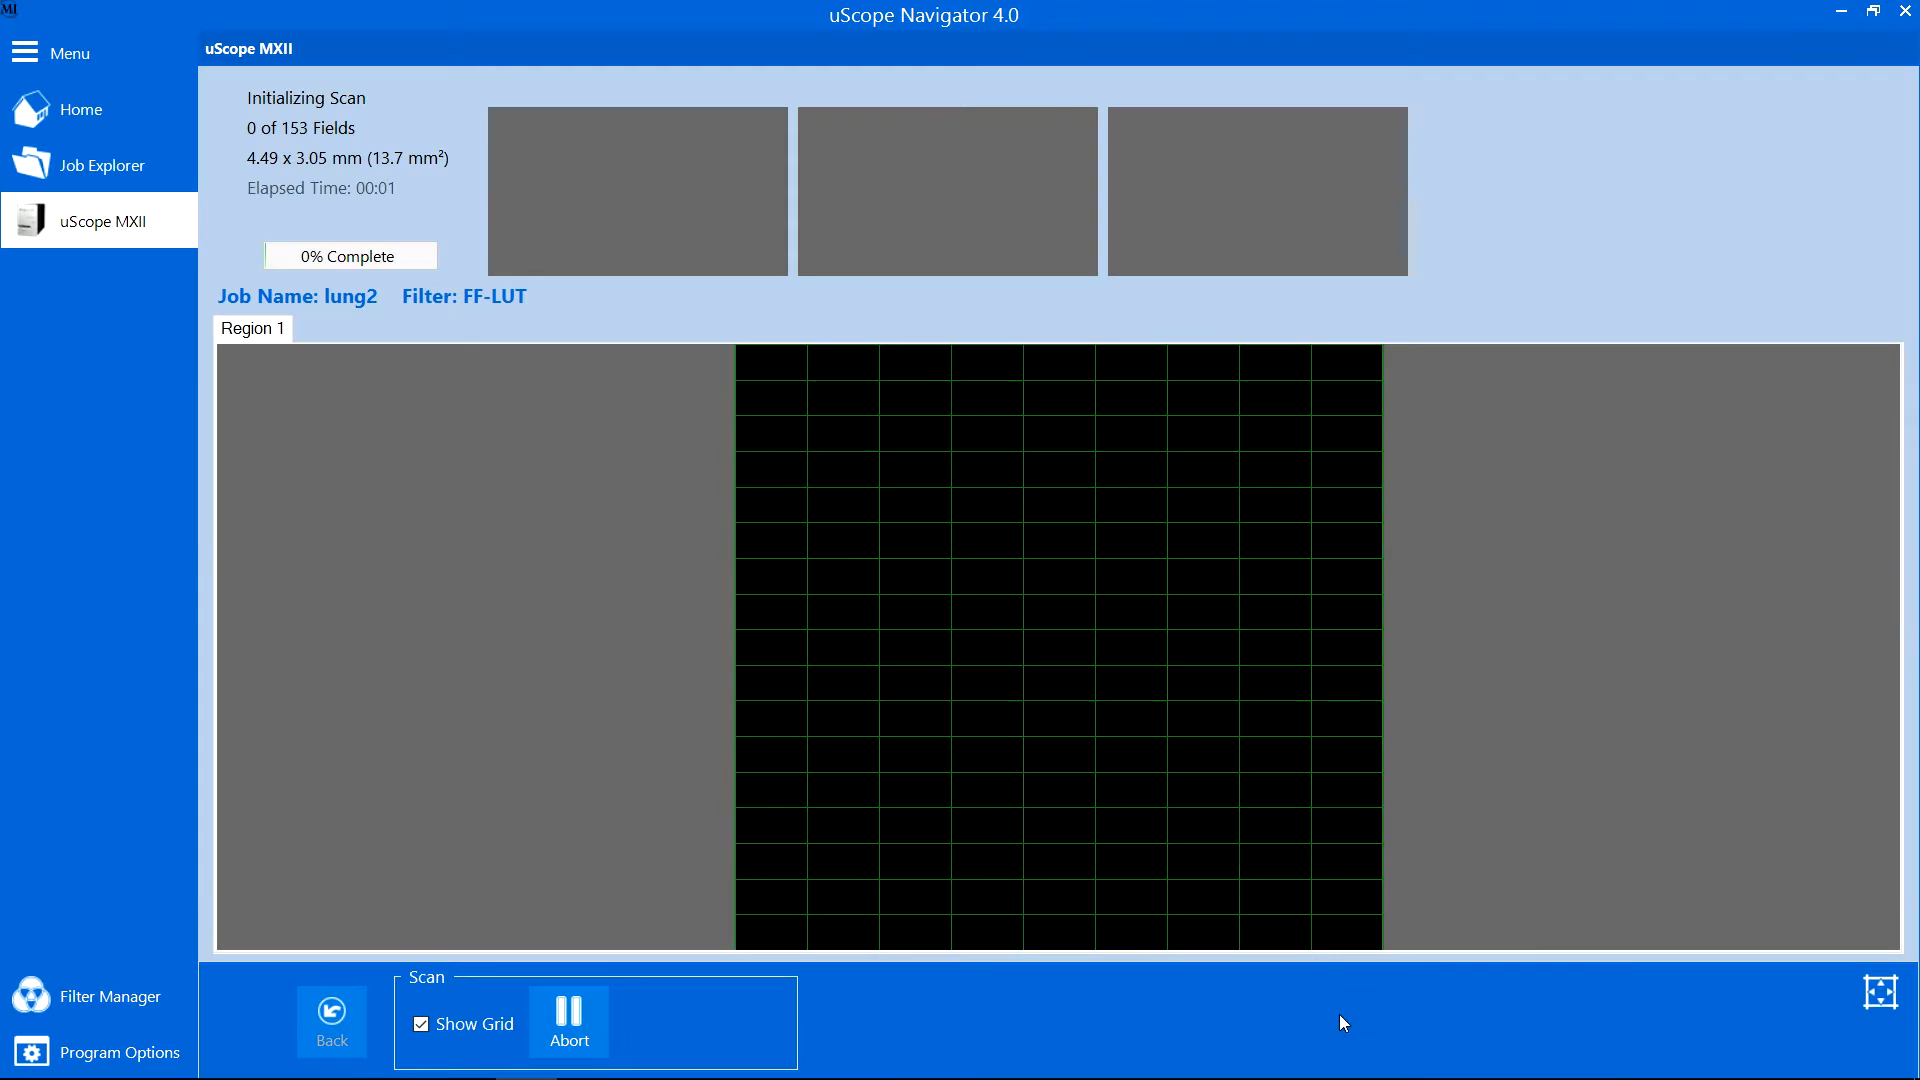 MI
uScope Navigator 4.0
Menu
uScope MXII
Home
Job Explorer
uScope MXII
Initializing Scan
0 of 153 Fields
4.49 x 3.05 mm (13.7 mm²)
Elapsed Time: 00:01
0% Complete
Job Name: lung2 Filter: FF-LUT
Region 1
Filter Manager
Program Options
Back
Scan
Show Grid
Abort